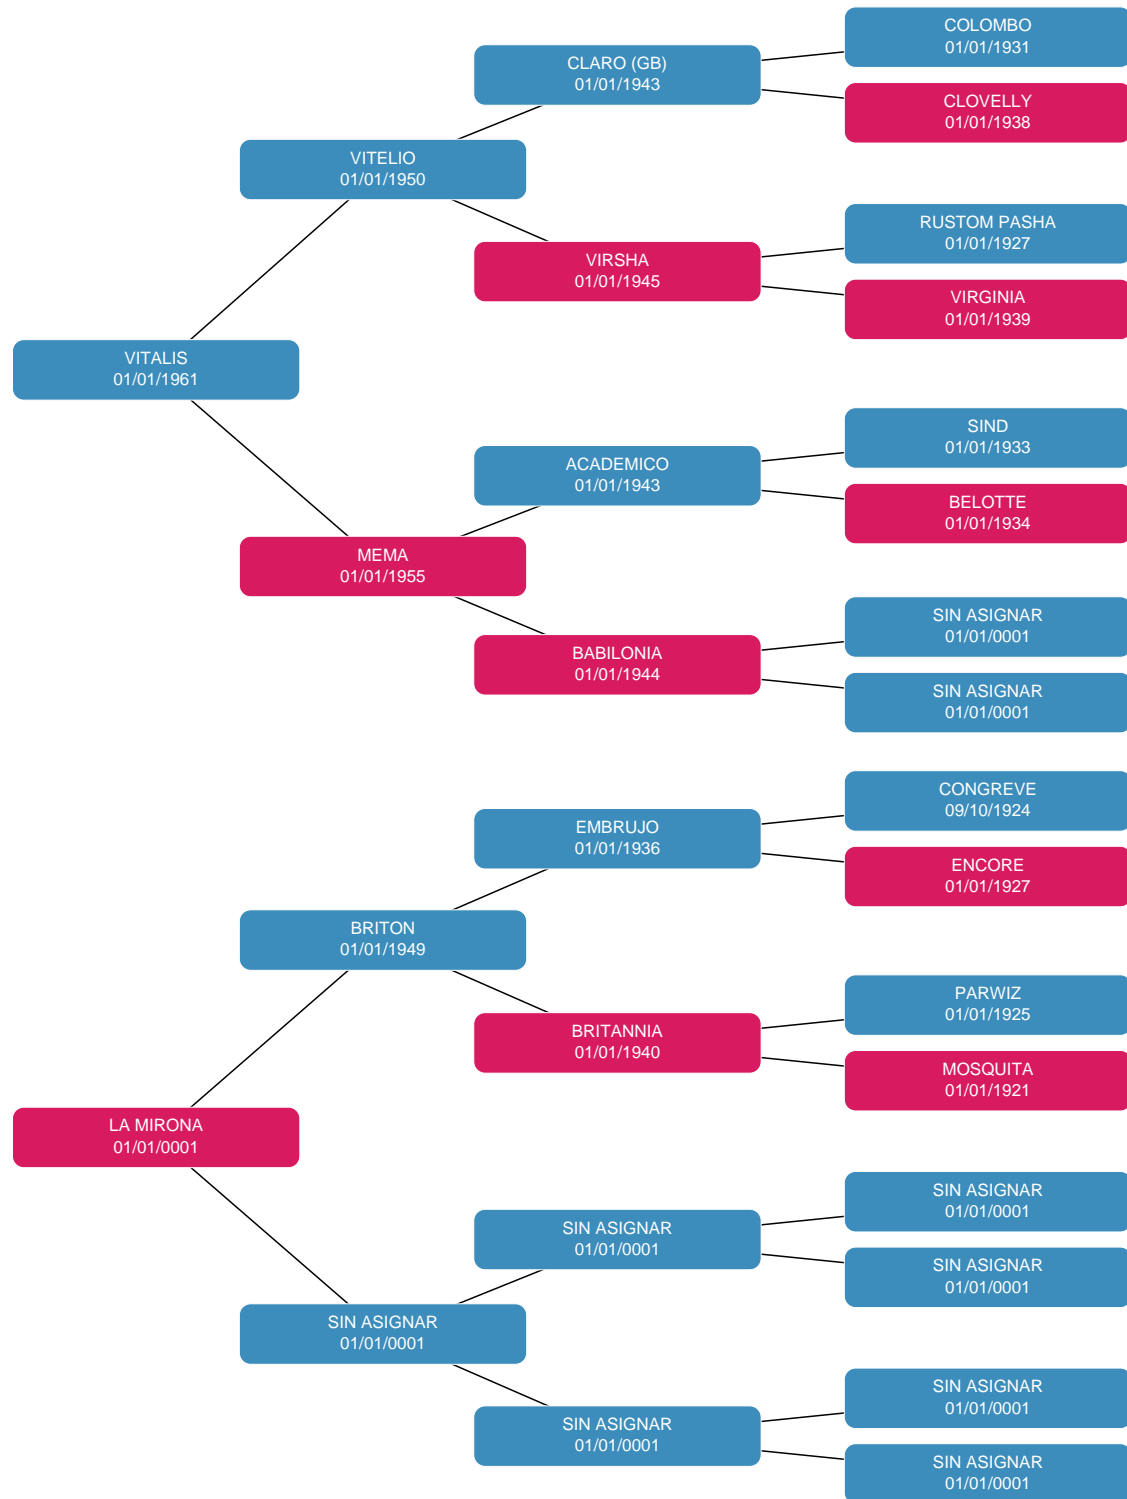 COLOMBO
01/01/1931
CLARO (GB)
01/01/1943
CLOVELLY
01/01/1938
VITELIO
01/01/1950
RUSTOM PASHA
01/01/1927
VIRSHA
01/01/1945
VIRGINIA
01/01/1939
VITALIS
01/01/1961
SIND
01/01/1933
ACADEMICO
01/01/1943
BELOTTE
01/01/1934
MEMA
01/01/1955
SIN ASIGNAR
01/01/0001
BABILONIA
01/01/1944
SIN ASIGNAR
01/01/0001
CONGREVE
09/10/1924
EMBRUJO
01/01/1936
ENCORE
01/01/1927
BRITON
01/01/1949
PARWIZ
01/01/1925
BRITANNIA
01/01/1940
MOSQUITA
01/01/1921
LA MIRONA
01/01/0001
SIN ASIGNAR
01/01/0001
SIN ASIGNAR
01/01/0001
SIN ASIGNAR
01/01/0001
SIN ASIGNAR
01/01/0001
SIN ASIGNAR
01/01/0001
SIN ASIGNAR
01/01/0001
SIN ASIGNAR
01/01/0001